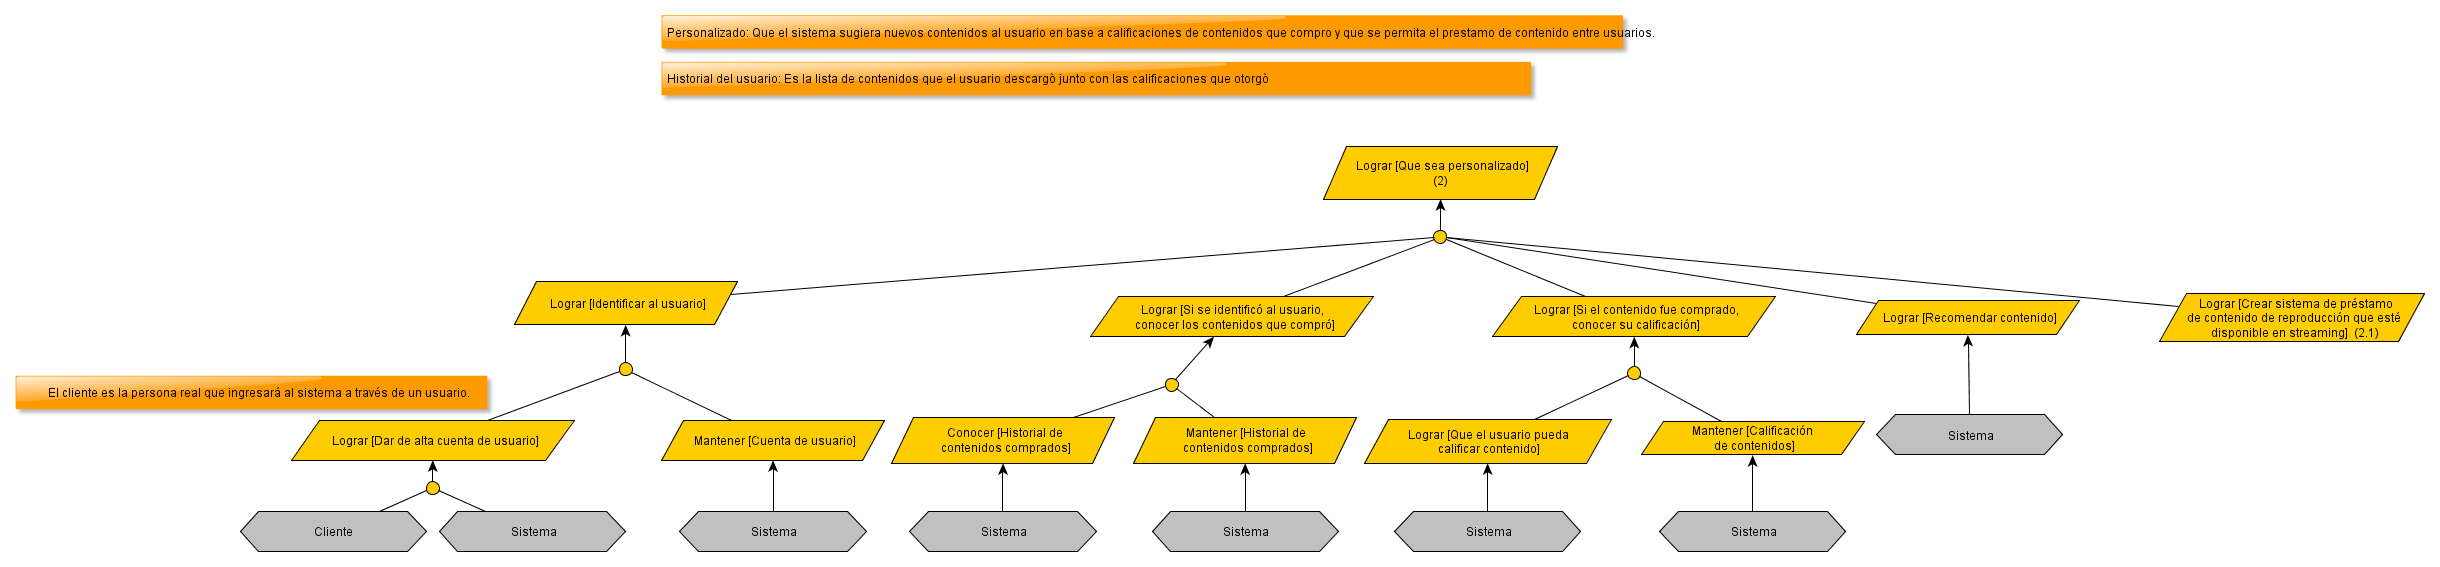 Personalizado: Que el sistema sugiera nuevos contenidos al usuario en base a calificaciones de contenidos que compro y que se permita el prestamo de contenido entre usuarios.
Historial del usuario: Es la lista de contenidos que el usuario descargò junto con las calificaciones que otorgò
Lograr [Que sea personalizado]
(2)
Lograr [Identificar al usuario]
Lograr [Si se identificó al usuario,
conocer los contenidos que compró]
Lograr [Si el contenido fue comprado,
conocer su calificación]
Lograr [Recomendar contenido]
Lograr [Crear sistema de préstamo
de contenido de reproducción que esté
disponible en streaming] (2.1)
El cliente es la persona real que ingresará al sistema a través de un usuario.
Lograr [Dar de alta cuenta de usuario]
Mantener [Cuenta de usuario]
Conocer [Historial de
contenidos comprados]
Mantener [Historial de
contenidos comprados]
Lograr [Que el usuario pueda
calificar contenido]
Mantener [Calificación
de contenidos]
Sistema
Cliente
Sistema
Sistema
Sistema
Sistema
Sistema
Sistema